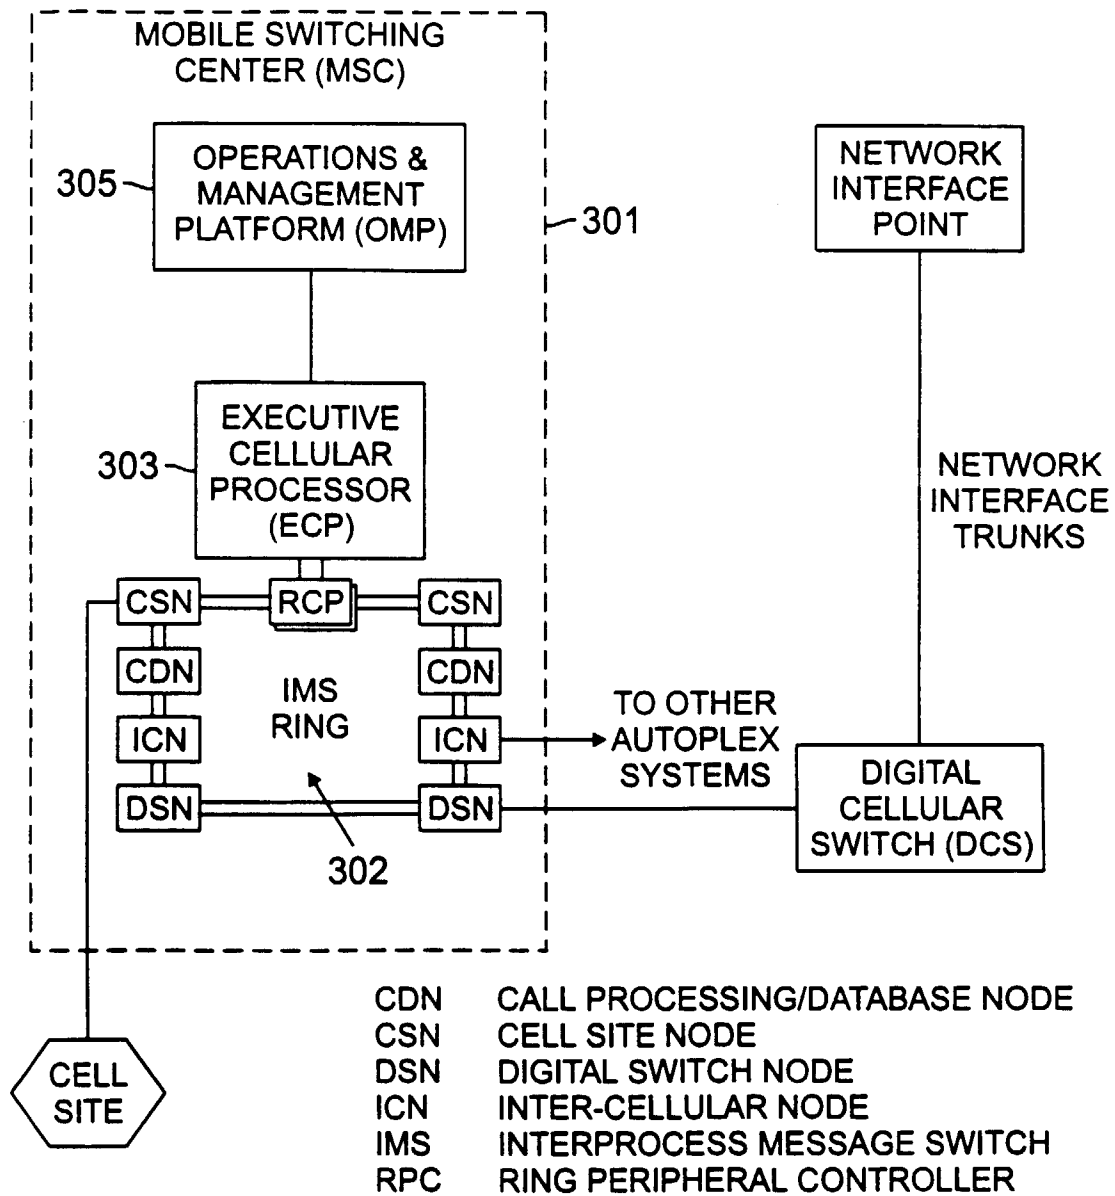 MOBILE SWITCHING
CENTER (MSC)
OPERATIONS &
MANAGEMENT
PLATFORM (OMP)
305
301
NETWORK
INTERFACE
POINT
EXECUTIVE
CELLULAR
PROCESSOR
(ECP)
303
NETWORK
INTERFACE
TRUNKS
CSN
RCP
CSN
CDN
CDN
IMS
RING
ICN
ICN
TO OTHER
AUTOPLEX
SYSTEMS
DSN
DSN
302
DIGITAL
CELLULAR
SWITCH (DCS)
CELL
SITE
CDN CALL PROCESSING/DATABASE NODE
CSN CELL SITE NODE
DSN DIGITAL SWITCH NODE
ICN INTER-CELLULAR NODE
IMS INTERPROCESS MESSAGE SWITCH
RPC RING PERIPHERAL CONTROLLER